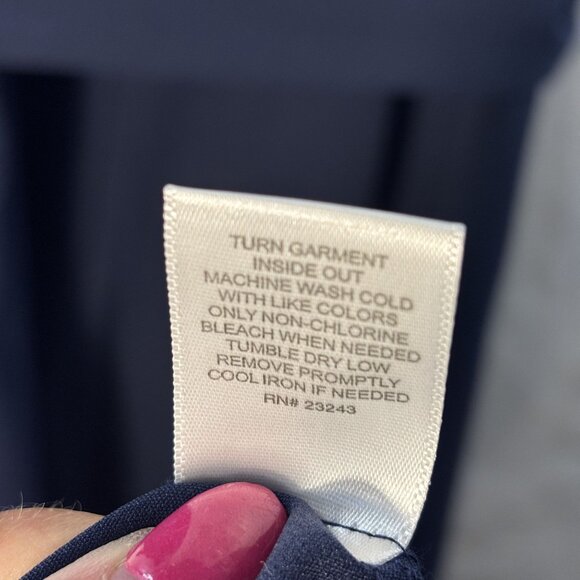 TURN GARMENT
INSIDE OUT
MACHINE WASH COLD
WITH LIKE COLORS
ONLY NON-CHLORINE
BLEACH WHEN NEEDED
TUMBLE DRY LOW
REMOVE PROMPTLY
COOL IRON IF NEEDED
RN# 23243